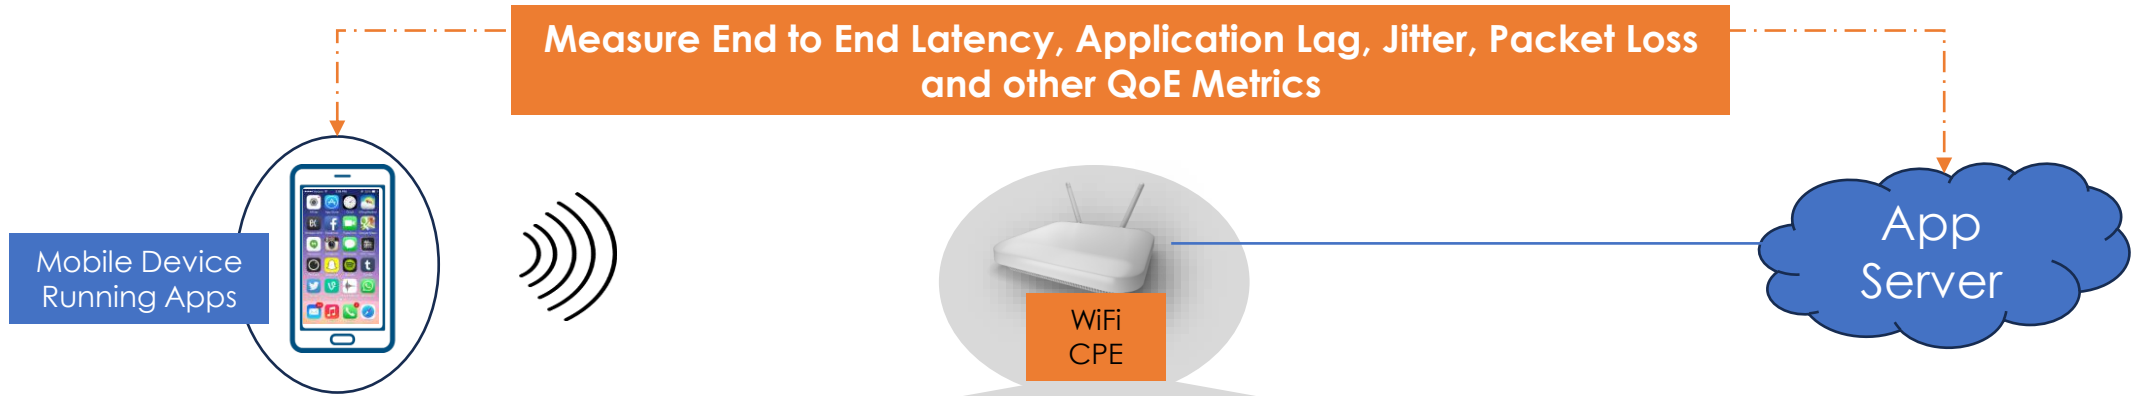 Measure End to End Latency, Application Lag, Jitter, Packet Loss
and other QoE Metrics
Mobile Device
Running Apps
WiFi
CPE
App
Server